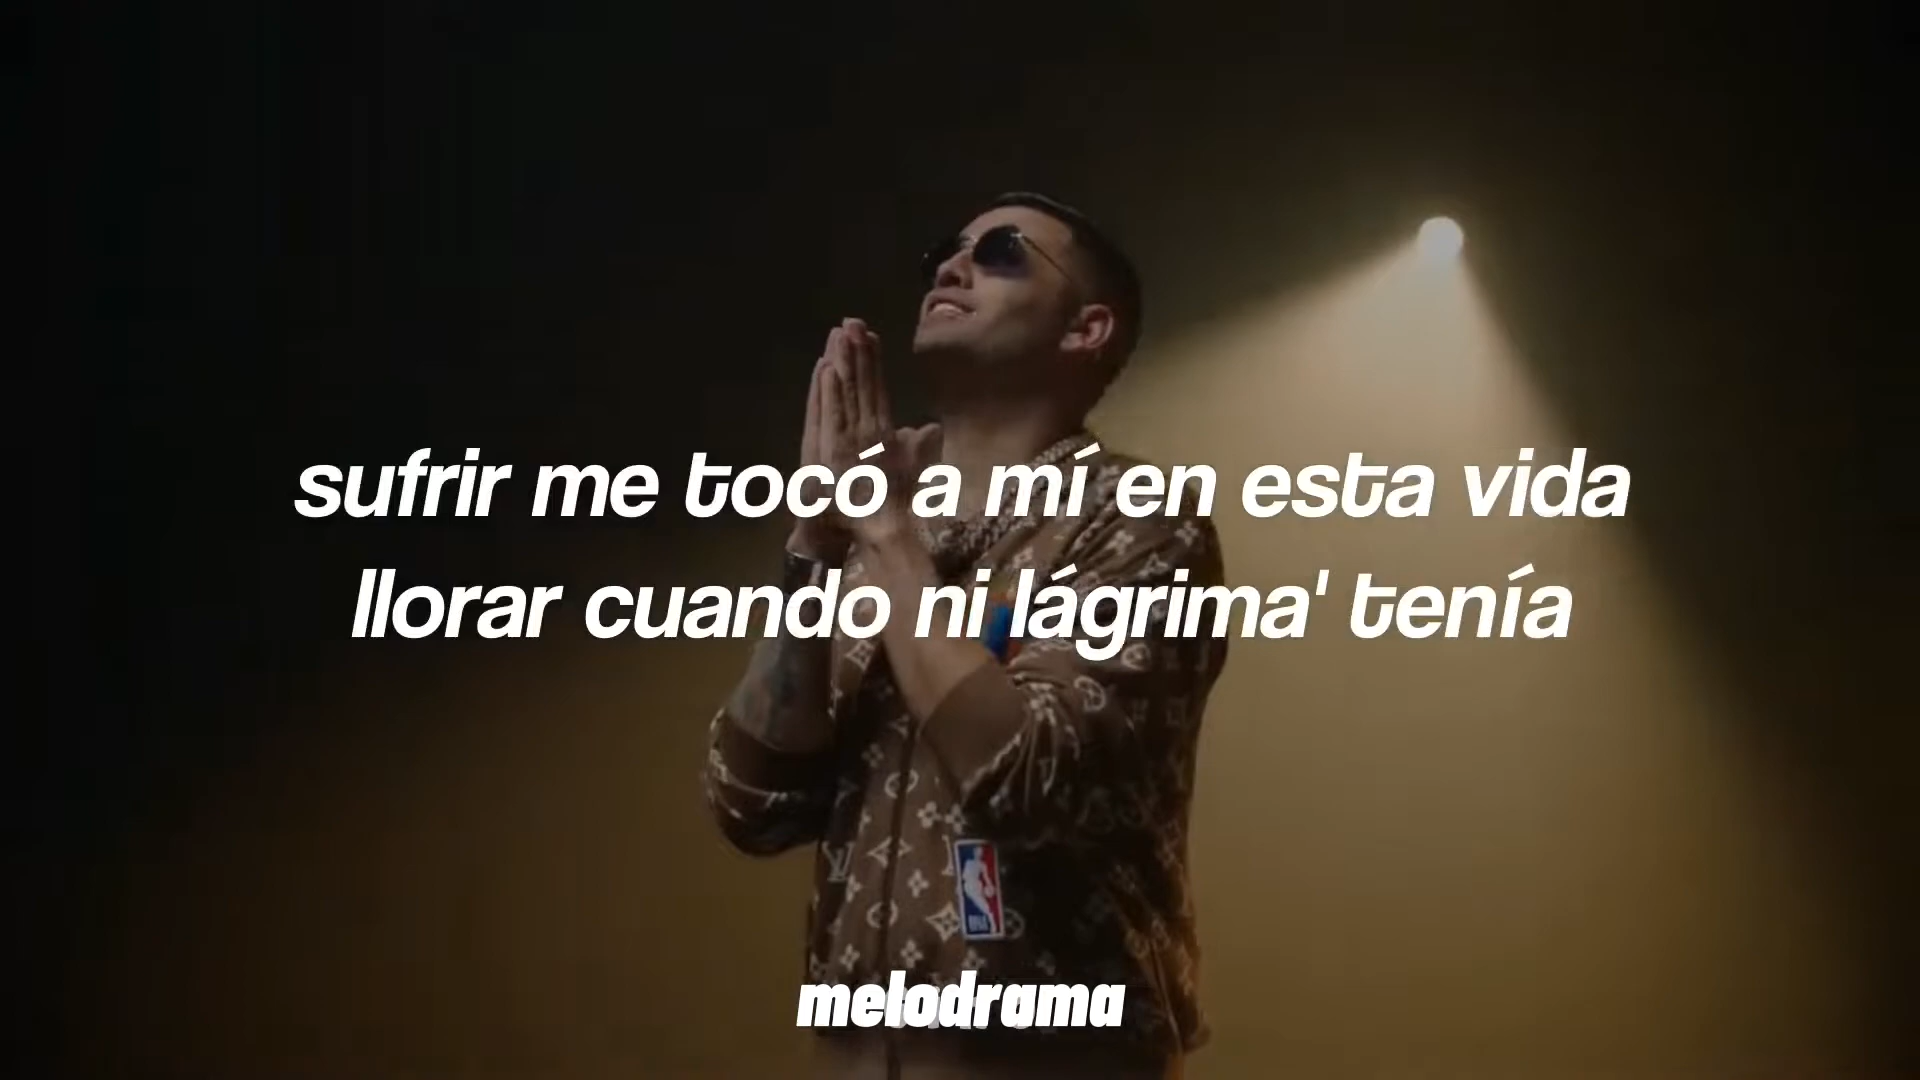 sufrir me tocó a mí en esta vida
llorar cuando ni lágrima' tenía
melodrama